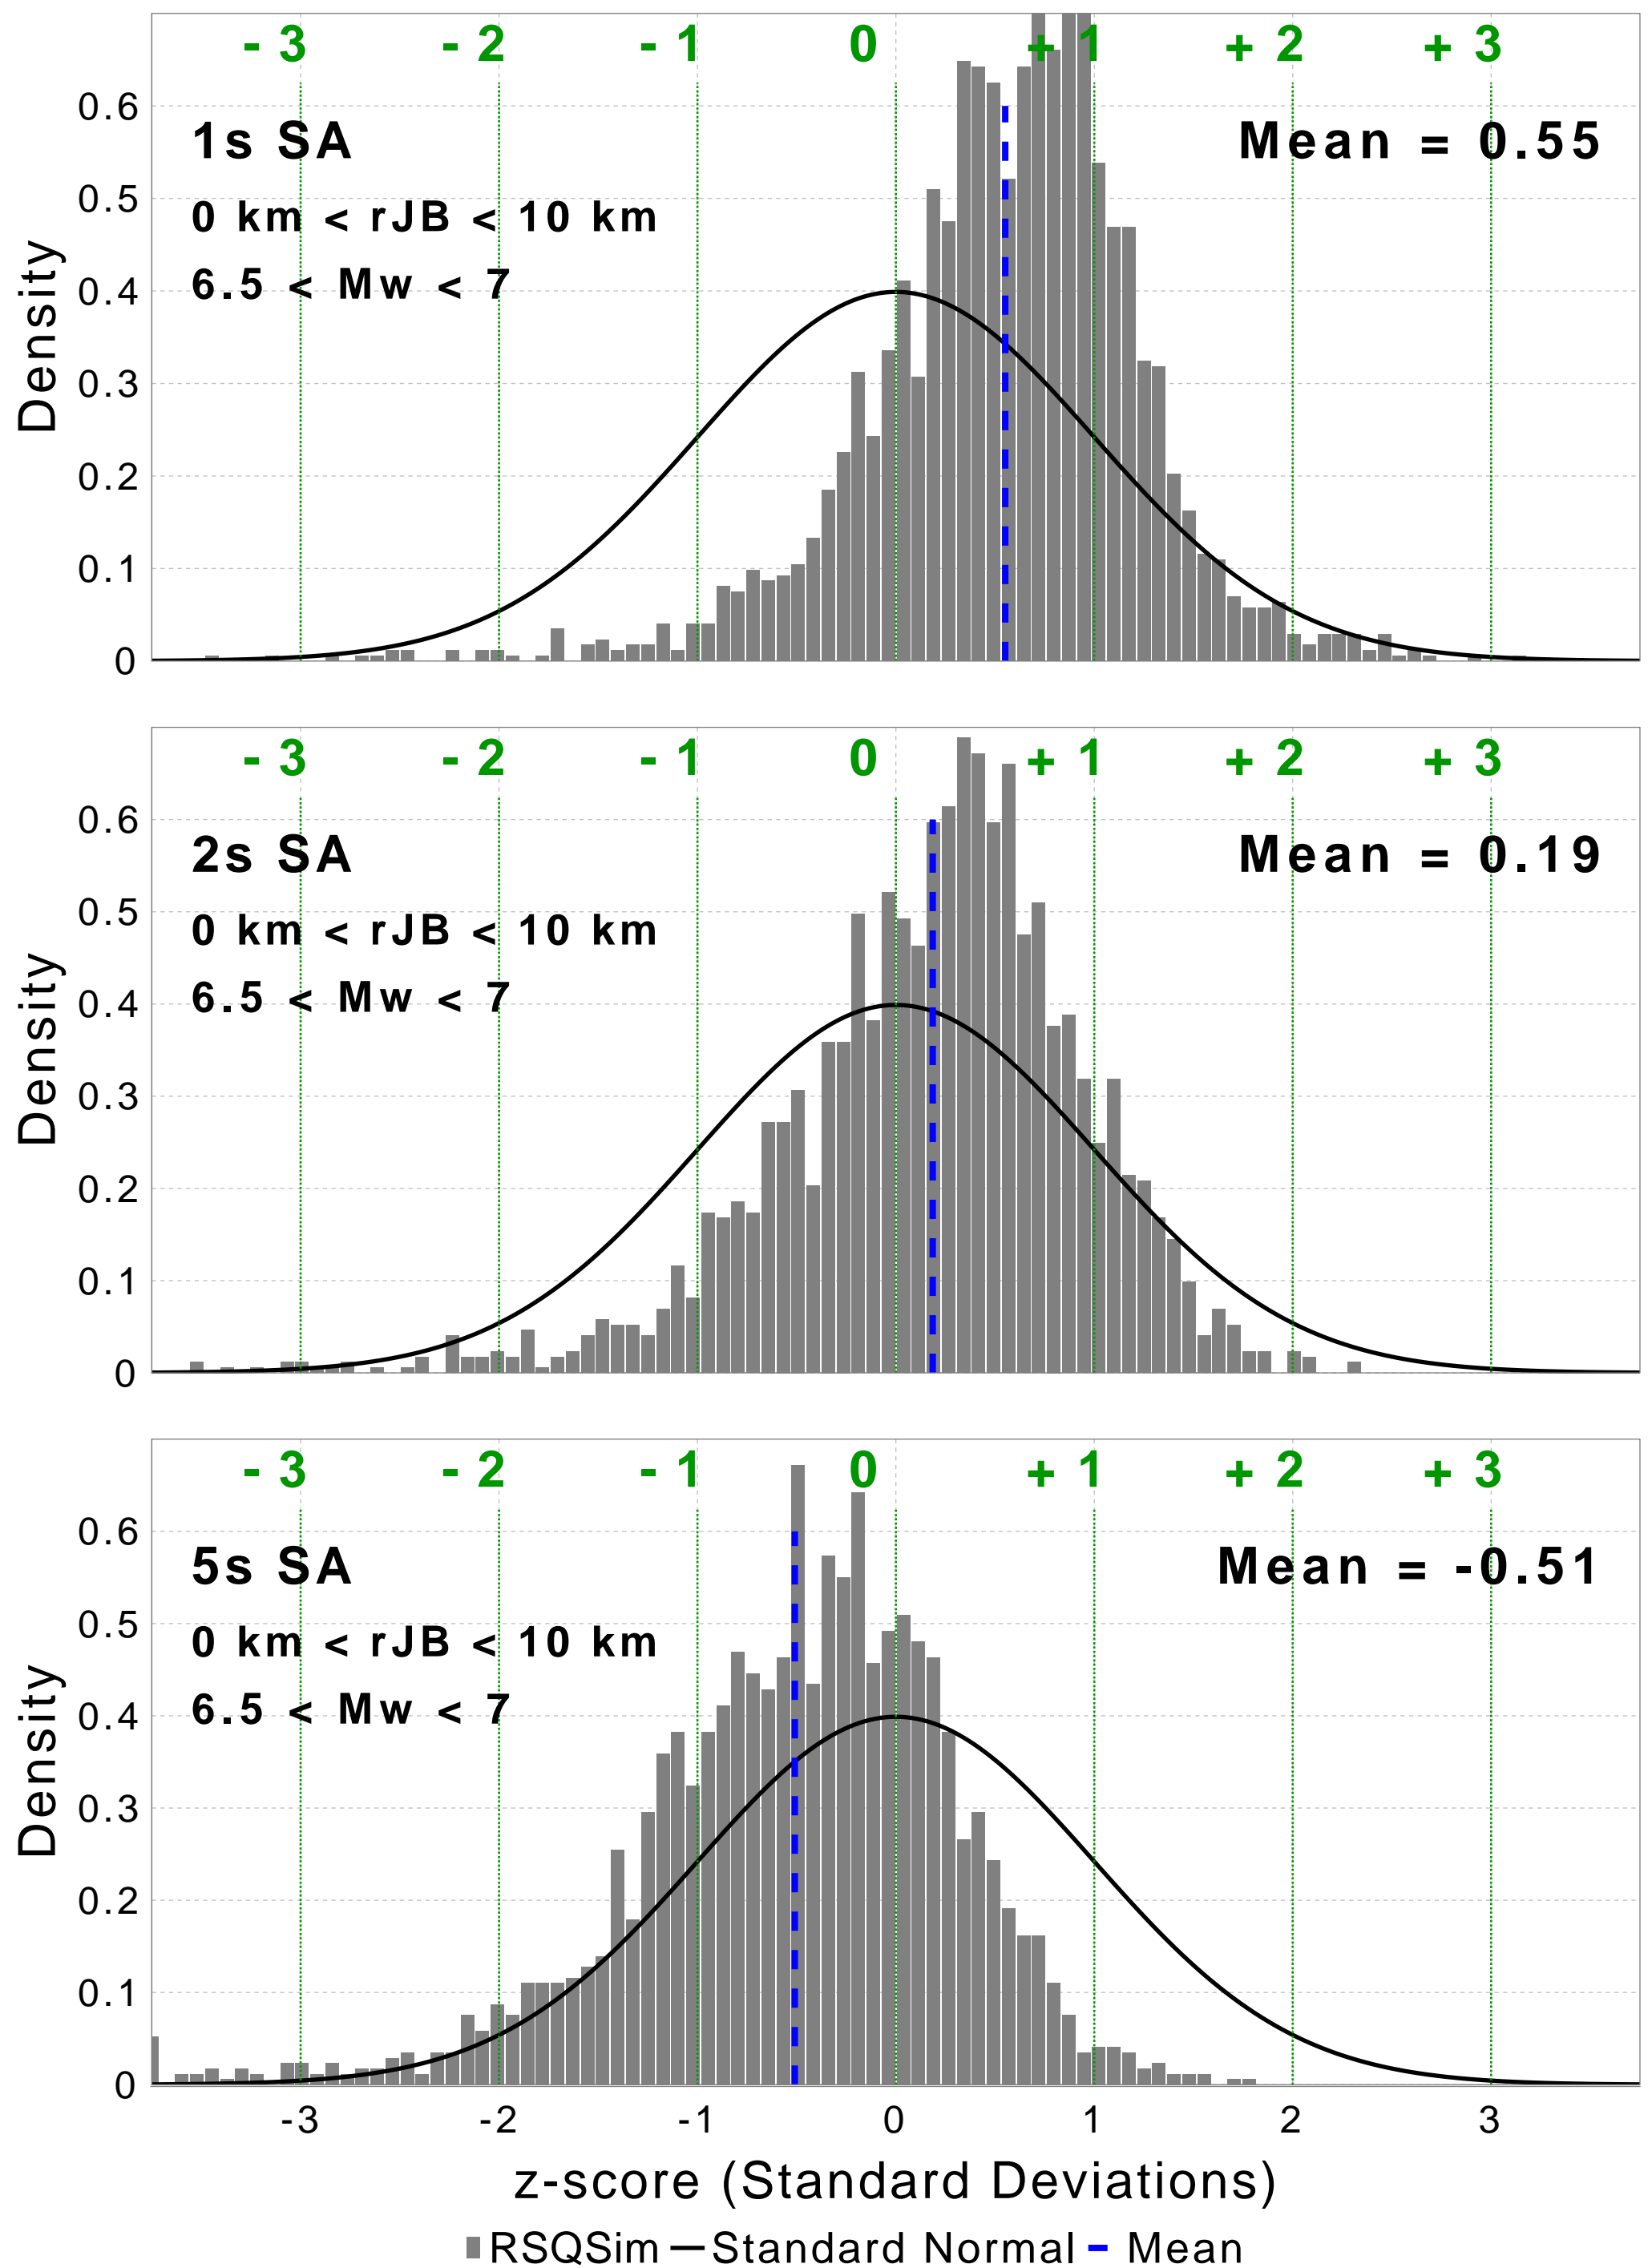 - 3 - 2 - 1 0 + 1 + 2 + 3
0.6
1s SA Mean = 0.55
0.5
0 km < rJB < 10 km
6.5 < Mw < 7
0.4
Density
0.3
0.2
0.1
0
- 3 - 2 - 1 0 + 1 + 2 + 3
0.6
2s SA Mean = 0.19
0.5
0 km < rJB < 10 km
6.5 < Mw < 7
0.4
Density
0.3
0.2
0.1
0
- 3 - 2 - 1 0 + 1 + 2 + 3
0.6
5s SA Mean = -0.51
0.5
0 km < rJB < 10 km
6.5 < Mw < 7
0.4
Density
0.3
0.2
0.1
0
-3 -2 -1 0 1 2 3
z-score (Standard Deviations)
RSQSim Standard Normal Mean